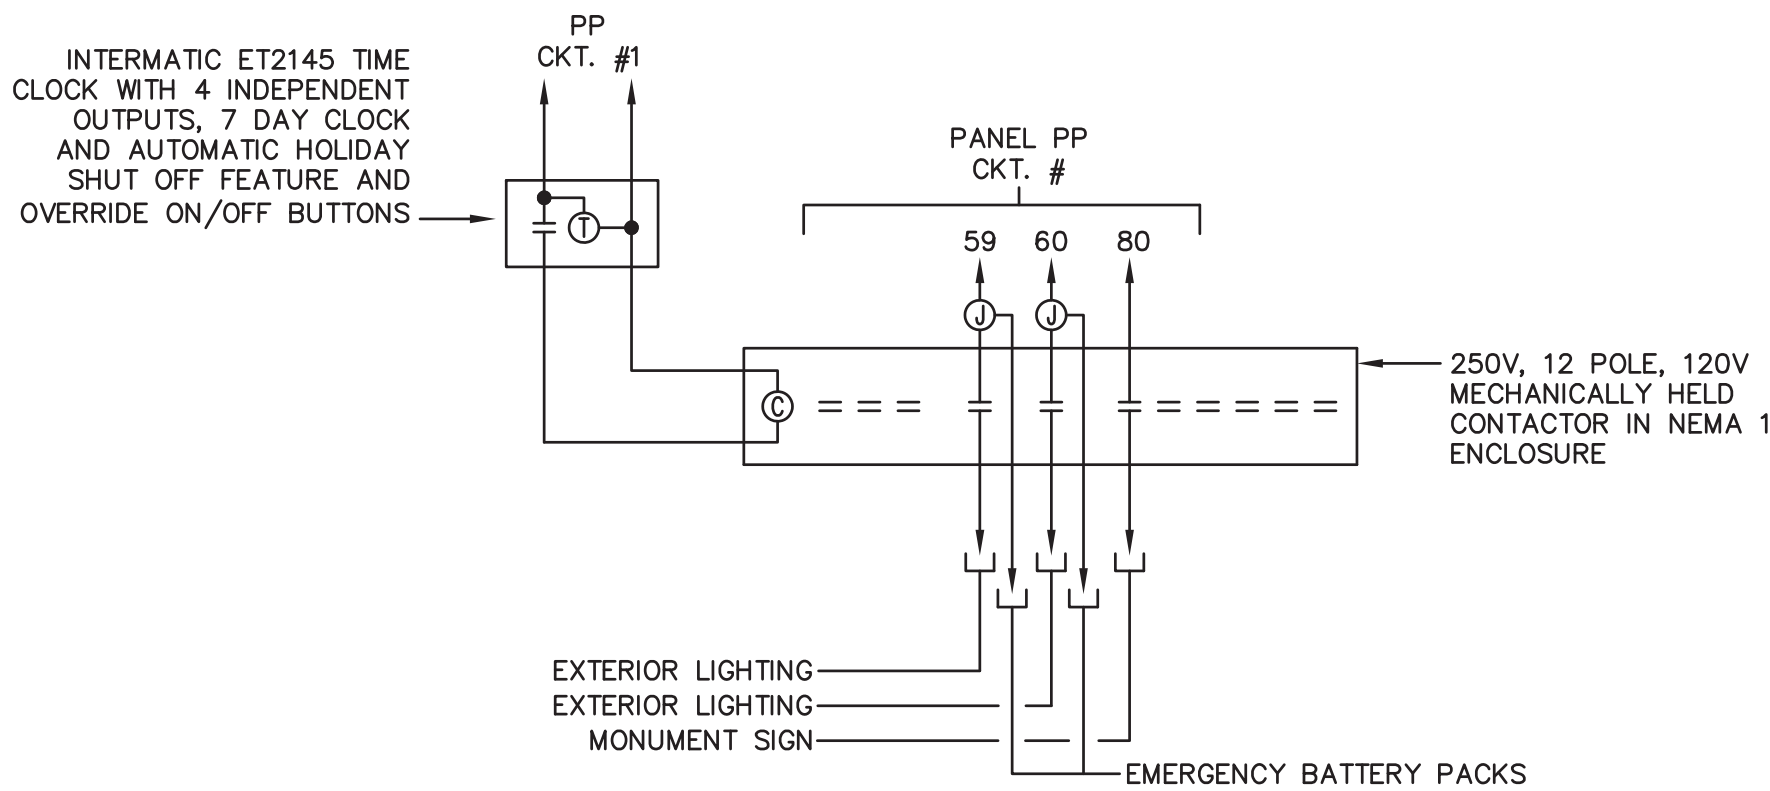 PP
CKT. #1
INTERMATIC ET2145 TIME
CLOCK WITH 4 INDEPENDENT
OUTPUTS, 7 DAY CLOCK
AND AUTOMATIC HOLIDAY
SHUT OFF FEATURE AND
OVERRIDE ON/OFF BUTTONS
T
PANEL PP
CKT. #
59 60 80
J J
C
250V, 12 POLE, 120V
MECHANICALLY HELD
CONTACTOR IN NEMA 1
ENCLOSURE
EXTERIOR LIGHTING
EXTERIOR LIGHTING
MONUMENT SIGN
EMERGENCY BATTERY PACKS